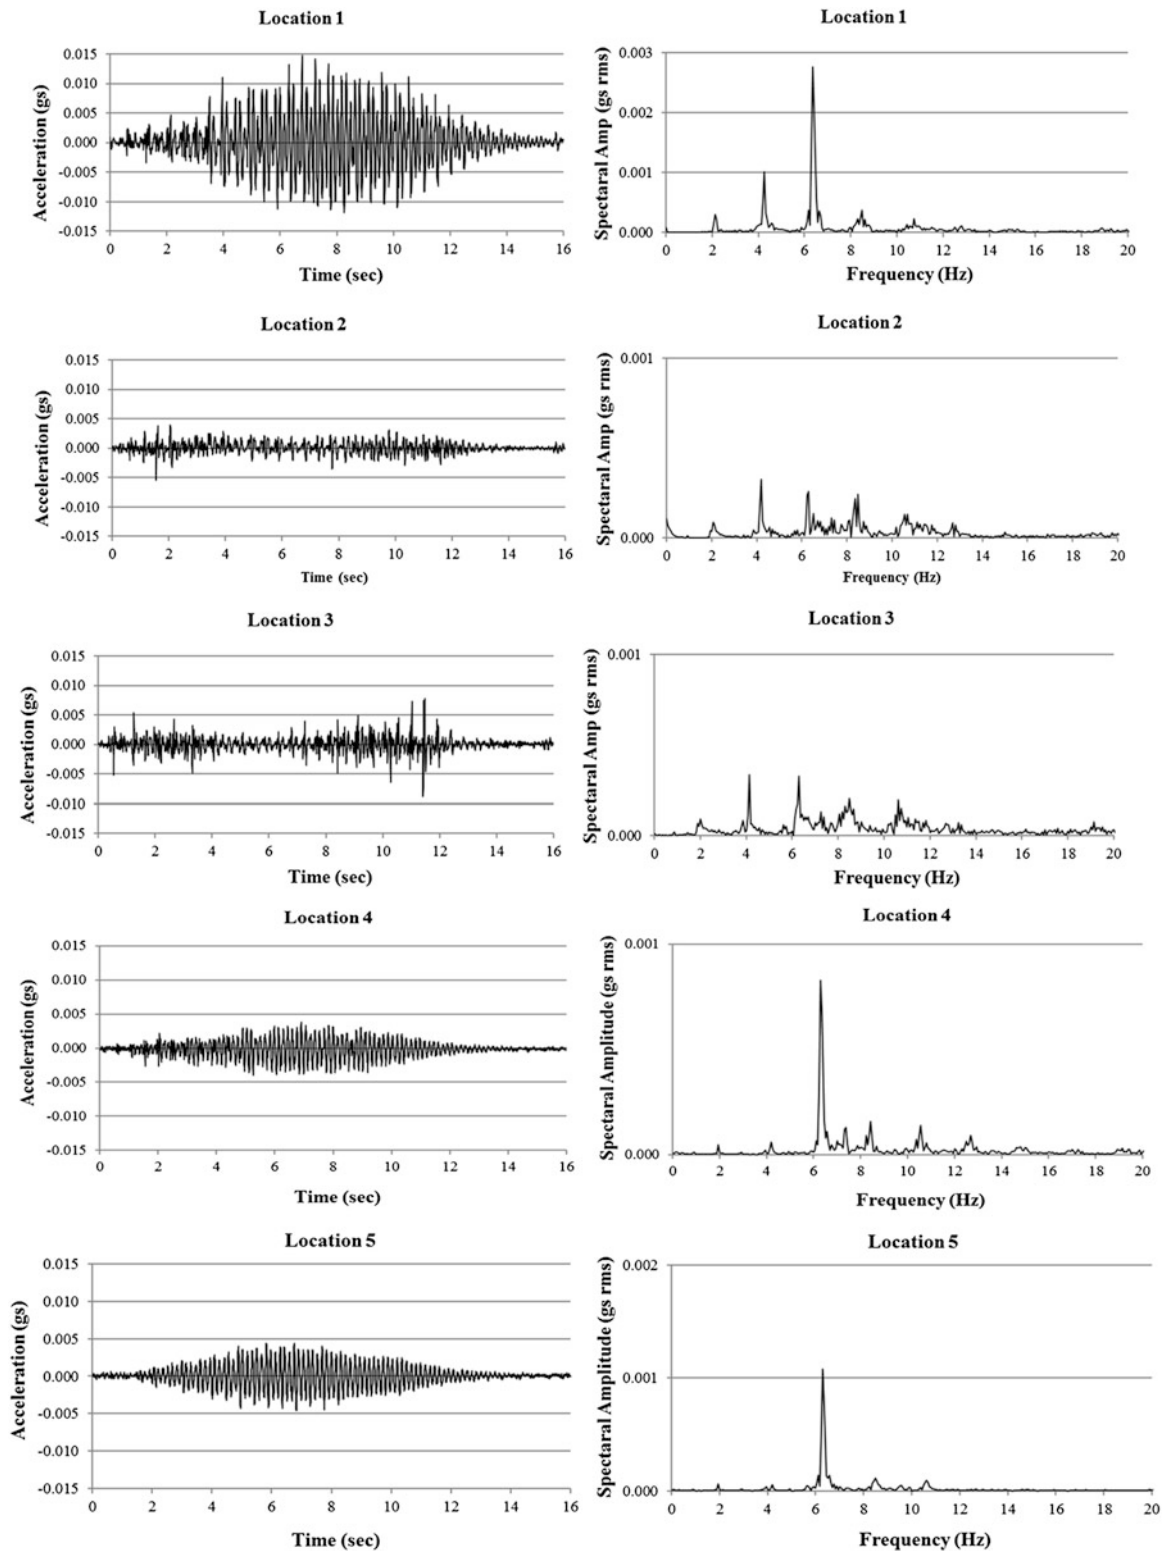 Location 1
0.015
0.010
0.005
0.000
-0.005
-0.010
-0.015
Acceleration (gs)
0 2 4 6 8 10 12 14 16
Time (sec)
Location 1
0.003
0.002
0.001
0.000
Spectaral Amp (gs rms)
0 2 4 6 8 10 12 14 16 18 20
Frequency (Hz)
Location 2
0.015
0.010
0.005
0.000
-0.005
-0.010
-0.015
Acceleration (gs)
0 2 4 6 8 10 12 14 16
Time (sec)
Location 2
0.001
0.000
Spectaral Amp (gs rms)
0 2 4 6 8 10 12 14 16 18 20
Frequency (Hz)
Location 3
0.015
0.010
0.005
0.000
-0.005
-0.010
-0.015
Acceleration (gs)
0 2 4 6 8 10 12 14 16
Time (sec)
Location 3
0.001
0.000
Spectaral Amp (gs rms)
0 2 4 6 8 10 12 14 16 18 20
Frequency (Hz)
Location 4
0.015
0.010
0.005
0.000
-0.005
-0.010
-0.015
Acceleration (gs)
0 2 4 6 8 10 12 14 16
Time (sec)
Location 4
0.001
0.000
Spectaral Amplitude (gs rms)
0 2 4 6 8 10 12 14 16 18 20
Frequency (Hz)
Location 5
0.015
0.010
0.005
0.000
-0.005
-0.010
-0.015
Acceleration (gs)
0 2 4 6 8 10 12 14 16
Time (sec)
Location 5
0.002
0.001
0.000
Spectaral Amplitude (gs rms)
0 2 4 6 8 10 12 14 16 18 20
Frequency (Hz)